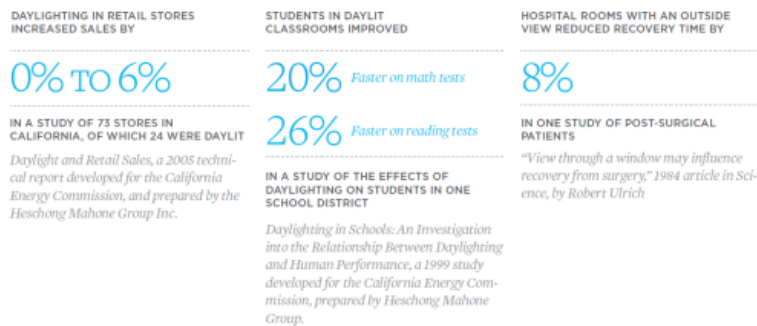 DAYLIGHTING IN RETAIL STORES
INCREASED SALES BY
0% TO 6%
IN A STUDY OF 73 STORES IN
CALIFORNIA, OF WHICH 24 WERE DAYLIT
Daylight and Retail Sales, a 2005 techni-
cal report developed for the California
Energy Commission, and prepared by the
Heschong Mahone Group Inc.
STUDENTS IN DAYLIT
CLASSROOMS IMPROVED
20% Faster on math tests
26% Faster on reading tests
IN A STUDY OF THE EFFECTS OF
DAYLIGHTING ON STUDENTS IN ONE
SCHOOL DISTRICT
Daylighting in Schools: An Investigation
into the Relationship Between Daylighting
and Human Performance, a 1999 study
developed for the California Energy Com-
mission, prepared by Heschong Mahone
Group.
HOSPITAL ROOMS WITH AN OUTSIDE
VIEW REDUCED RECOVERY TIME BY
8%
IN ONE STUDY OF POST-SURGICAL
PATIENTS
“View through a window may influence
recovery from surgery,” 1984 article in Sci-
ence, by Robert Ulrich